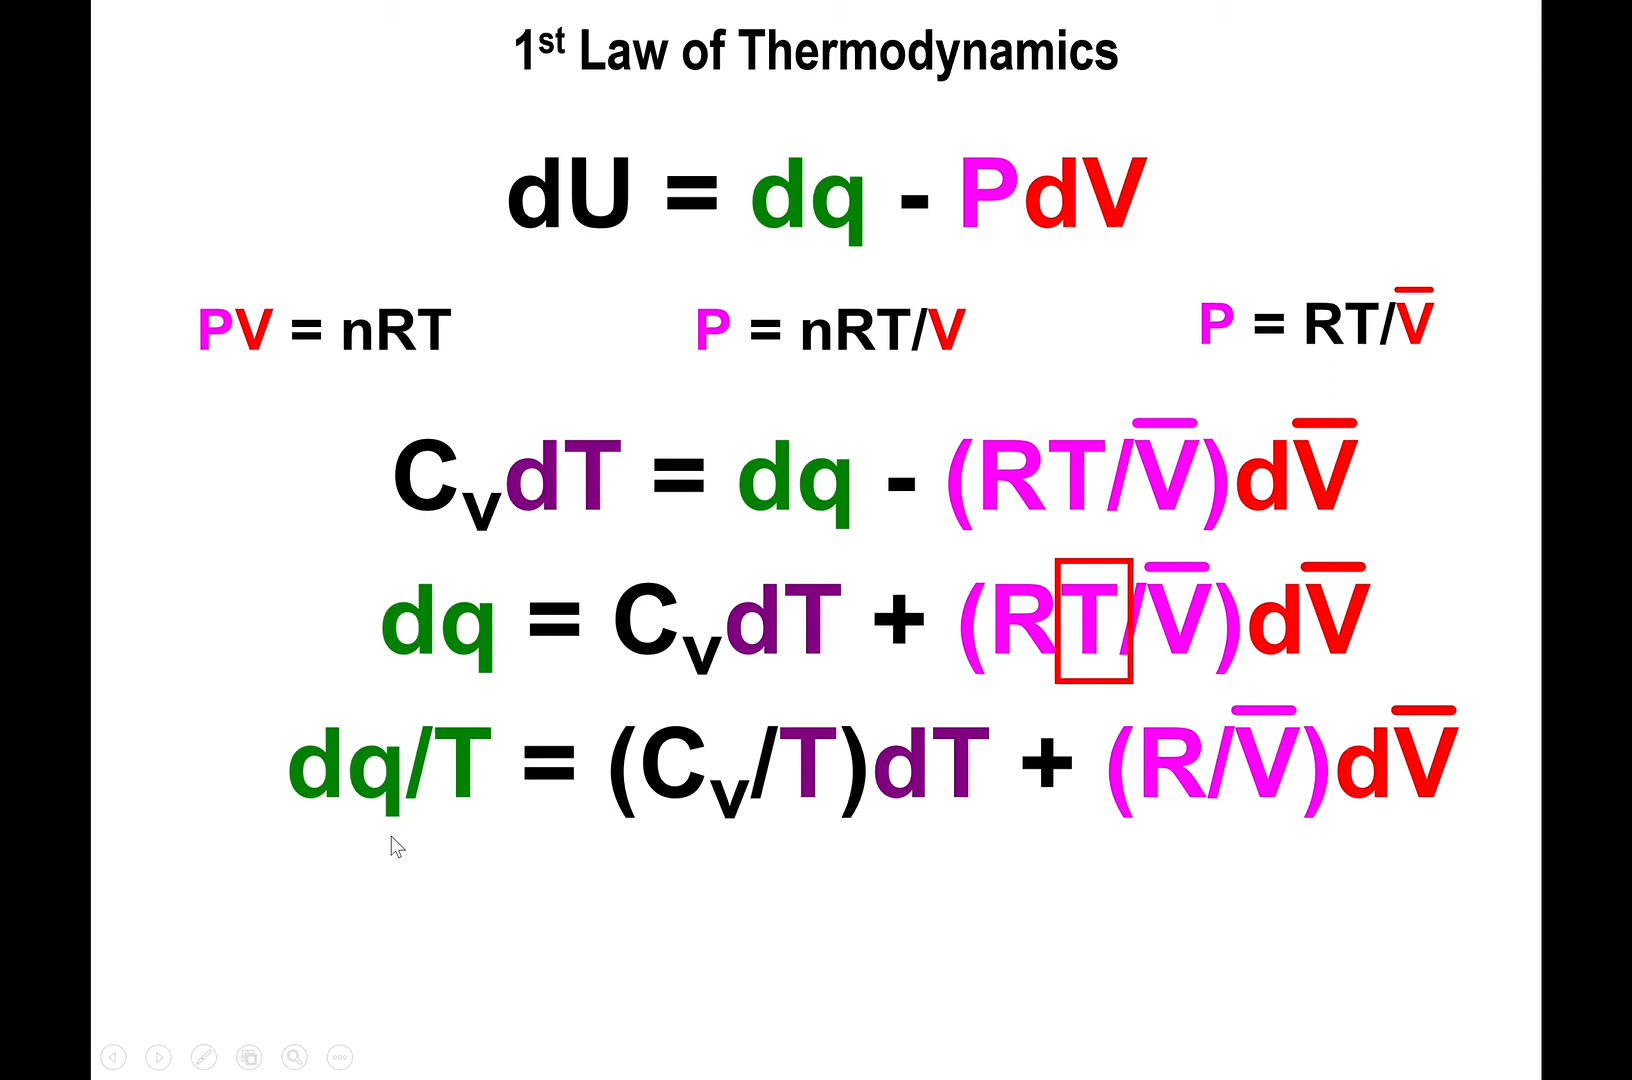 1st Law of Thermodynamics
dU = dq - PdV
PV = nRT P = nRT/V P = RT/V̅
CvdT = dq - (RT/V̅)dV̅
dq = CvdT + (RT/V̅)dV̅
dq/T = (Cv/T)dT + (R/V̅)dV̅